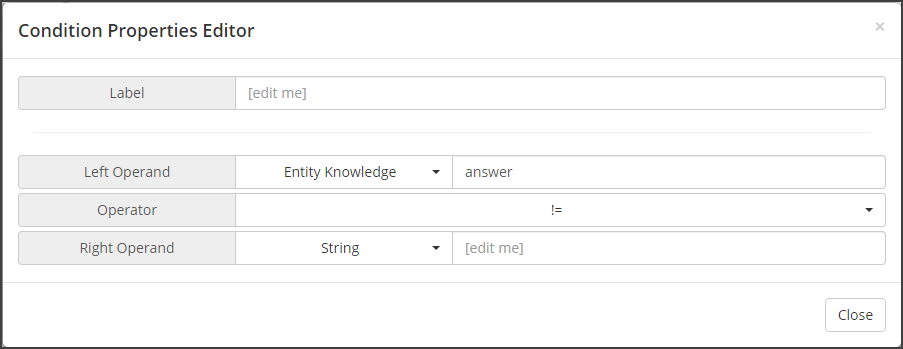 Condition Properties Editor ×
Label [edit me]
Left Operand Entity Knowledge answer
Operator !=
Right Operand String [edit me]
Close